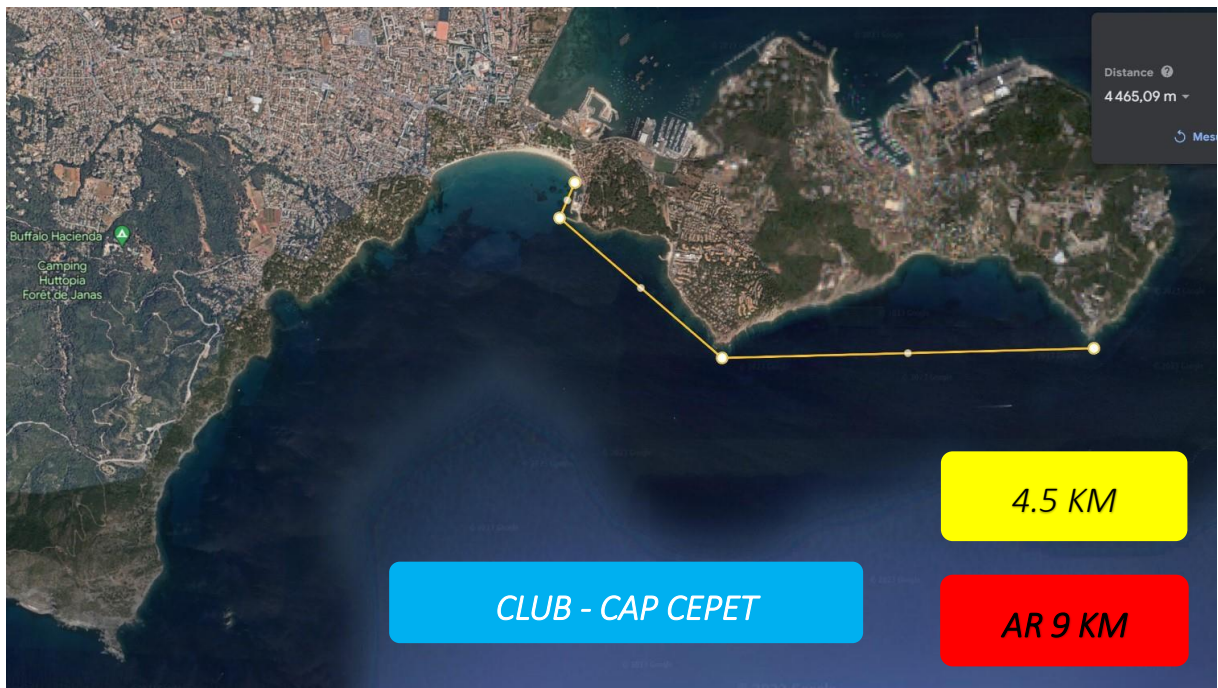 Distance
4 465,09 m
Mesu
Buffalo Hacienda
Camping
Huttopia
Forêt de Janas
4.5 KM
CLUB - CAP CEPET
AR 9 KM